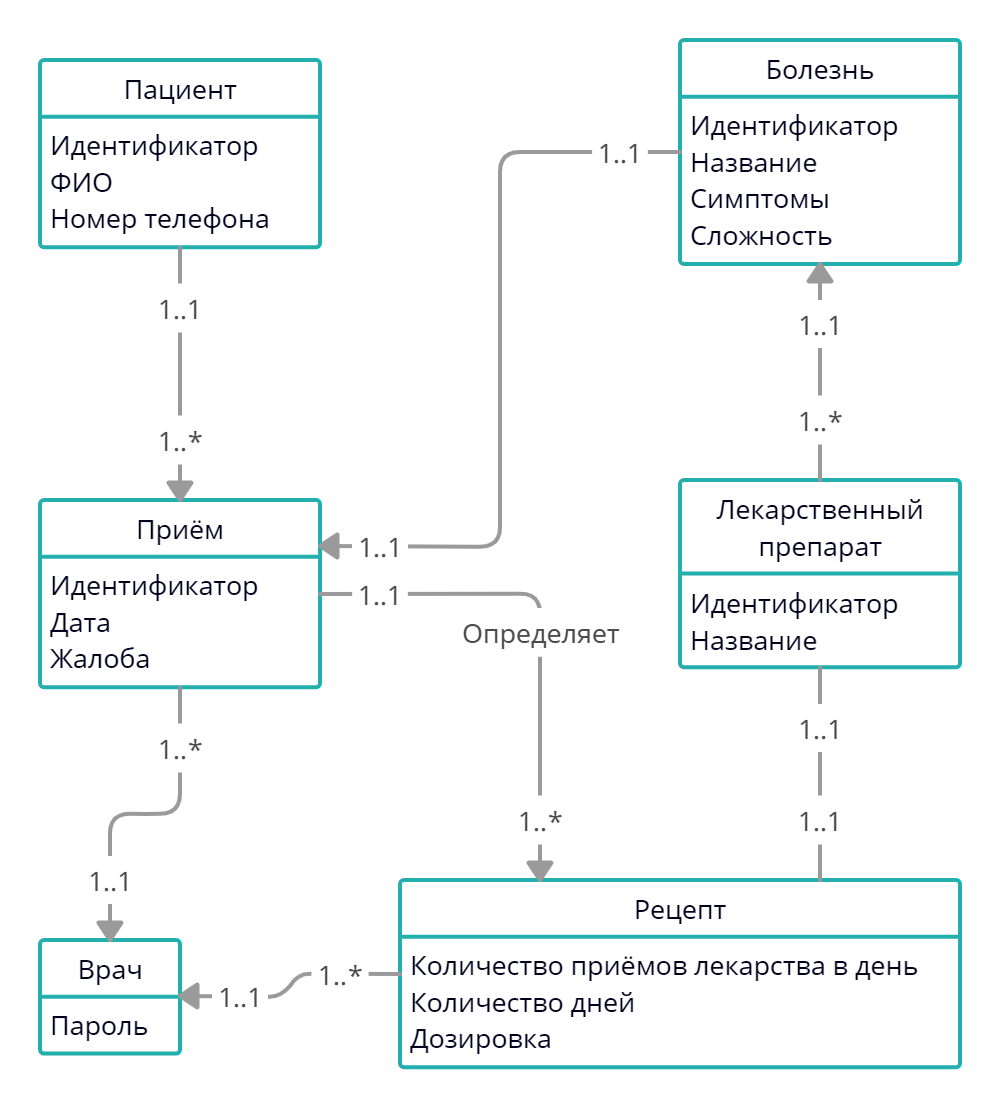 Пациент
Идентификатор
ФИО
Номер телефона
1..1
1..*
Болезнь
Идентификатор
Название
Симптомы
Сложность
1..1
1..1
1..1
1..*
Приём
Идентификатор
Дата
Жалоба
1..1
Определяет
1..*
Лекарственный
препарат
Идентификатор
Название
1..1
1..1
1..*
1..1
Врач
Пароль
1..1
1..*
Рецепт
Количество приёмов лекарства в день
Количество дней
Дозировка